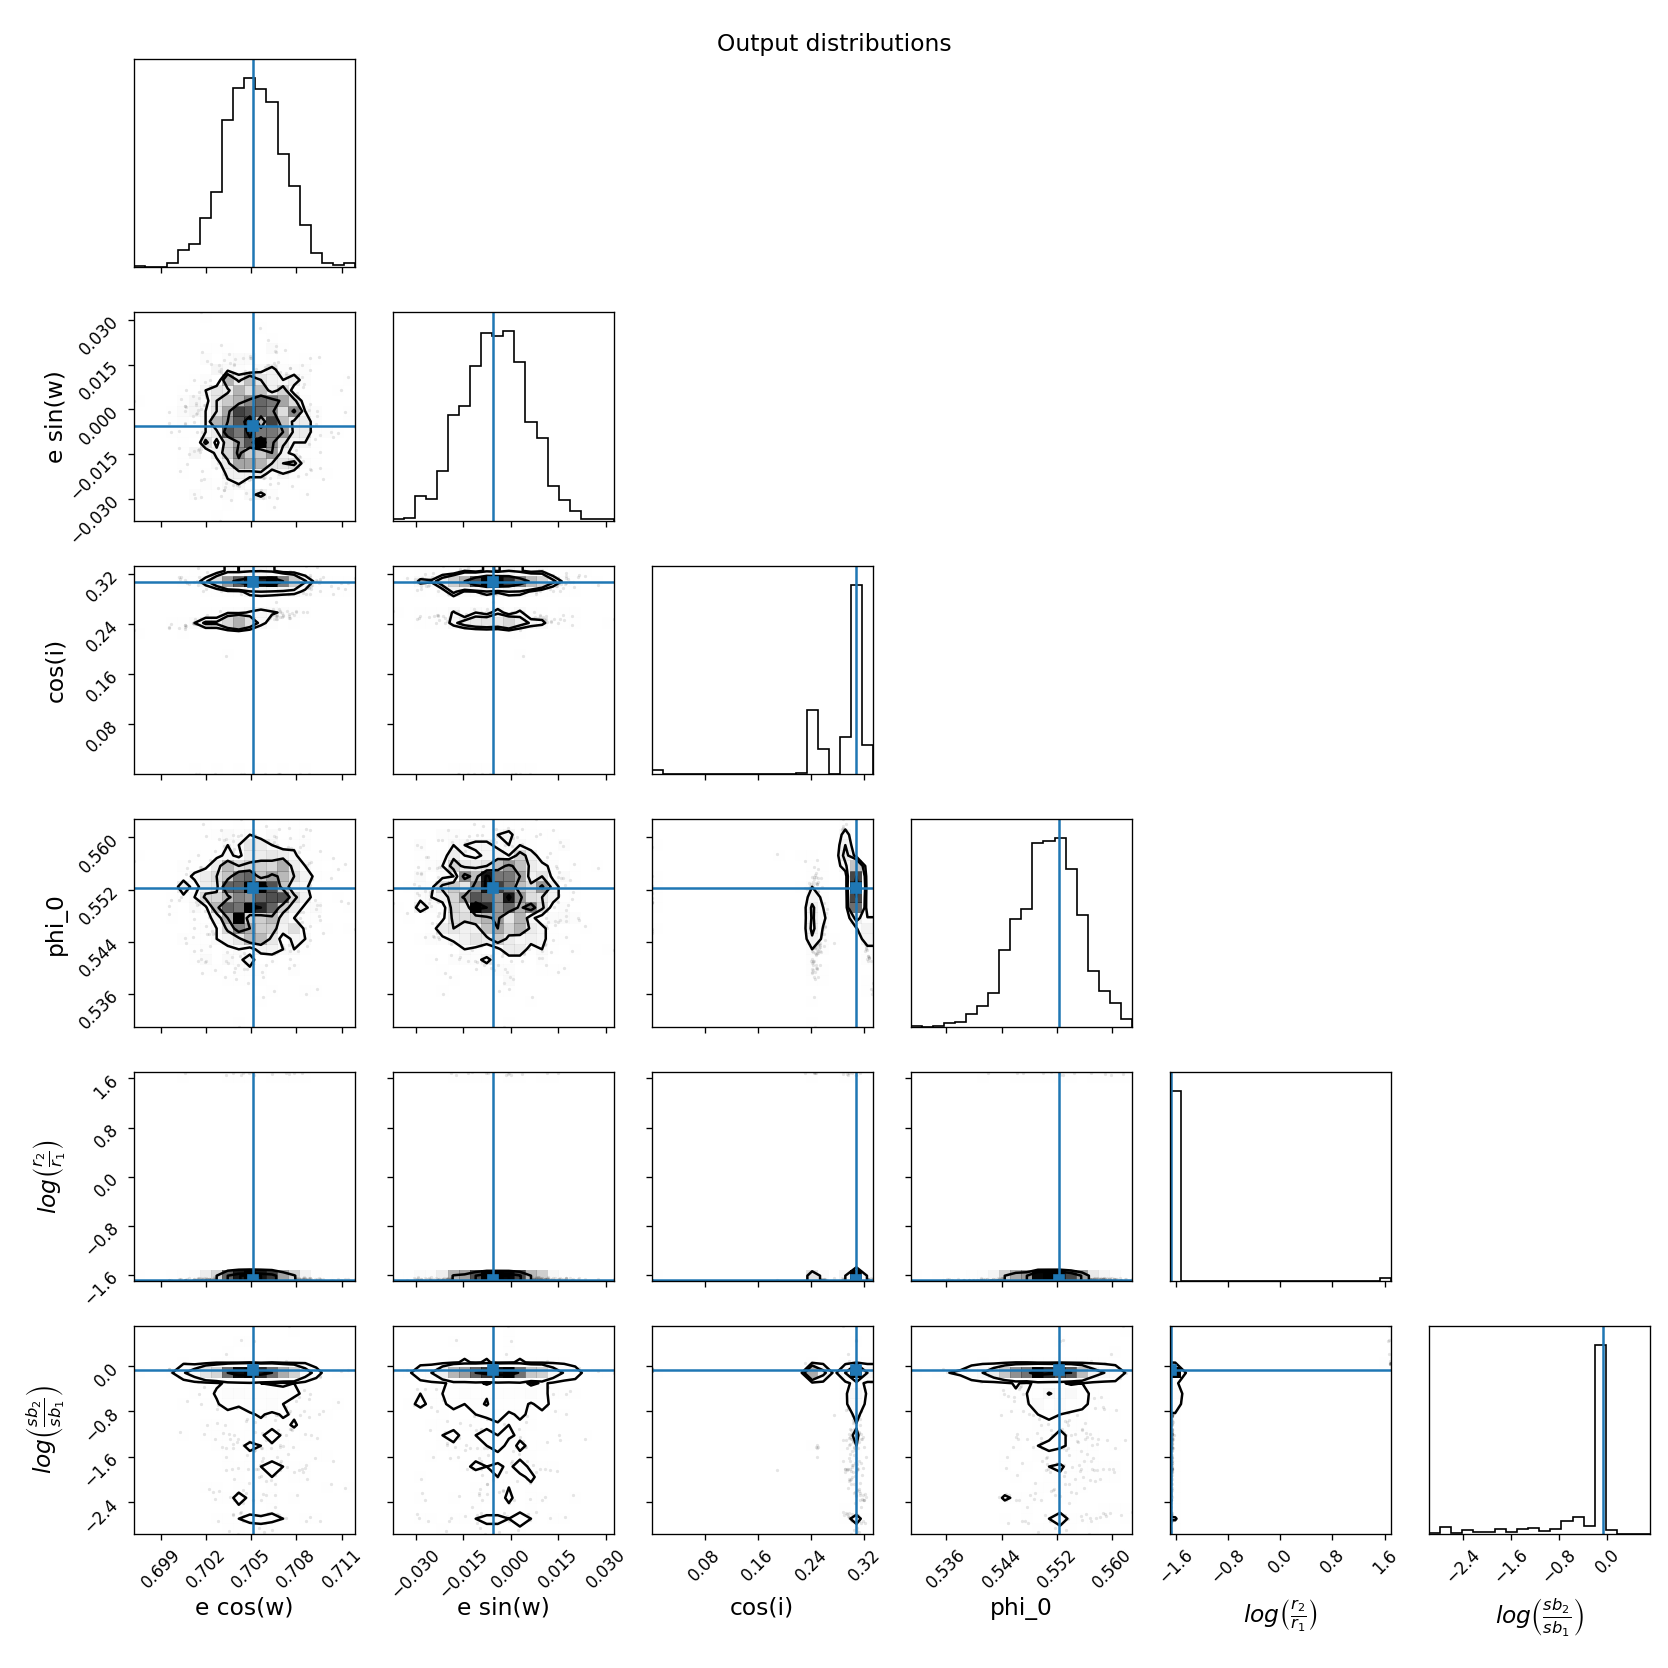 Output distributions
0.030
0.015
0.000
−0.015
−0.030
e sin(w)
0.32
0.24
0.16
0.08
cos(i)
0.560
0.552
0.544
0.536
phi_0
1.6
0.8
0.0
−0.8
−1.6
log(r₂/r₁)
0.0
−0.8
−1.6
−2.4
log(sb₂/sb₁)
0.699 0.702 0.705 0.708 0.711
−0.030 −0.015 0.000 0.015 0.030
0.08 0.16 0.24 0.32
0.536 0.544 0.552 0.560
−1.6 −0.8 0.0 0.8 1.6
−2.4 −1.6 −0.8 0.0
e cos(w)
e sin(w)
cos(i)
phi_0
log(r₂/r₁)
log(sb₂/sb₁)